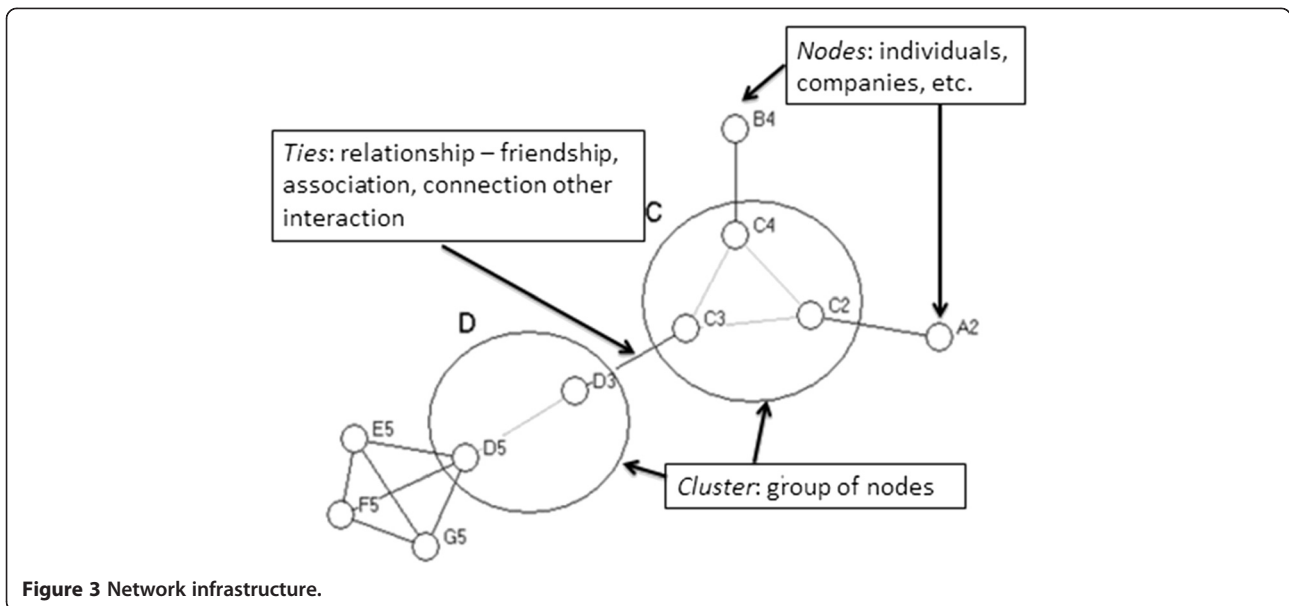 Nodes: individuals,
companies, etc.
B4
Ties: relationship – friendship,
association, connection other
interaction
C
C4
C3
C2
A2
D
D3
E5
D5
F5
G5
Cluster: group of nodes
Figure 3 Network infrastructure.